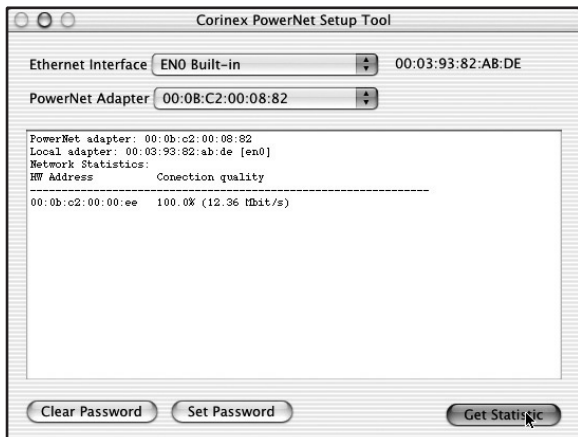 Corinex PowerNet Setup Tool
Ethernet Interface EN0 Built-in 00:03:93:82:AB:DE
PowerNet Adapter 00:0B:C2:00:08:82
PowerNet adapter: 00:0b:c2:00:08:82
Local adapter: 00:03:93:82:ab:de [en0]
Network Statistics:
HW Address Conection quality
--------------------------------------------------------------
00:0b:c2:00:00:ee 100.0% (12.36 Mbit/s)
Clear Password Set Password Get Statistic